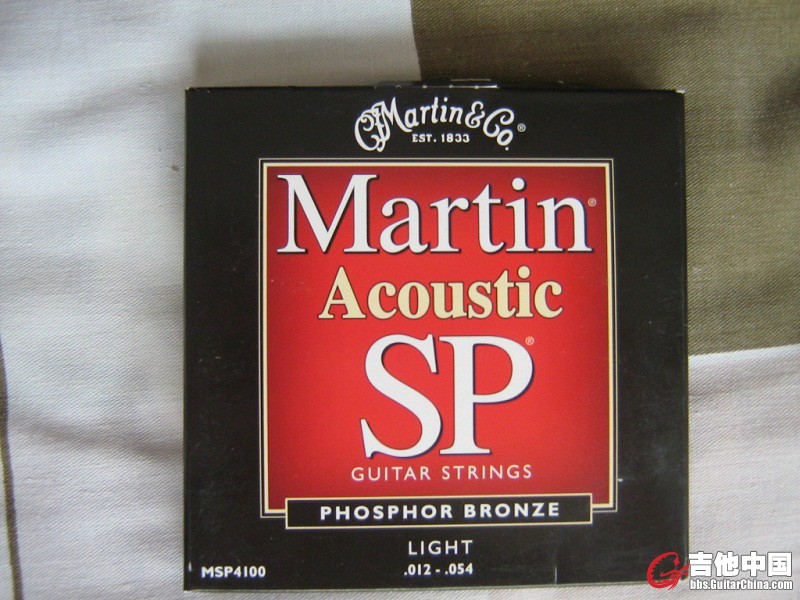 Martin & Co.®
EST. 1833
Martin®
Acoustic
SP®
GUITAR STRINGS
PHOSPHOR BRONZE
LIGHT
.012 - .054
MSP4100
吉他中国
bbs.GuitarChina.com